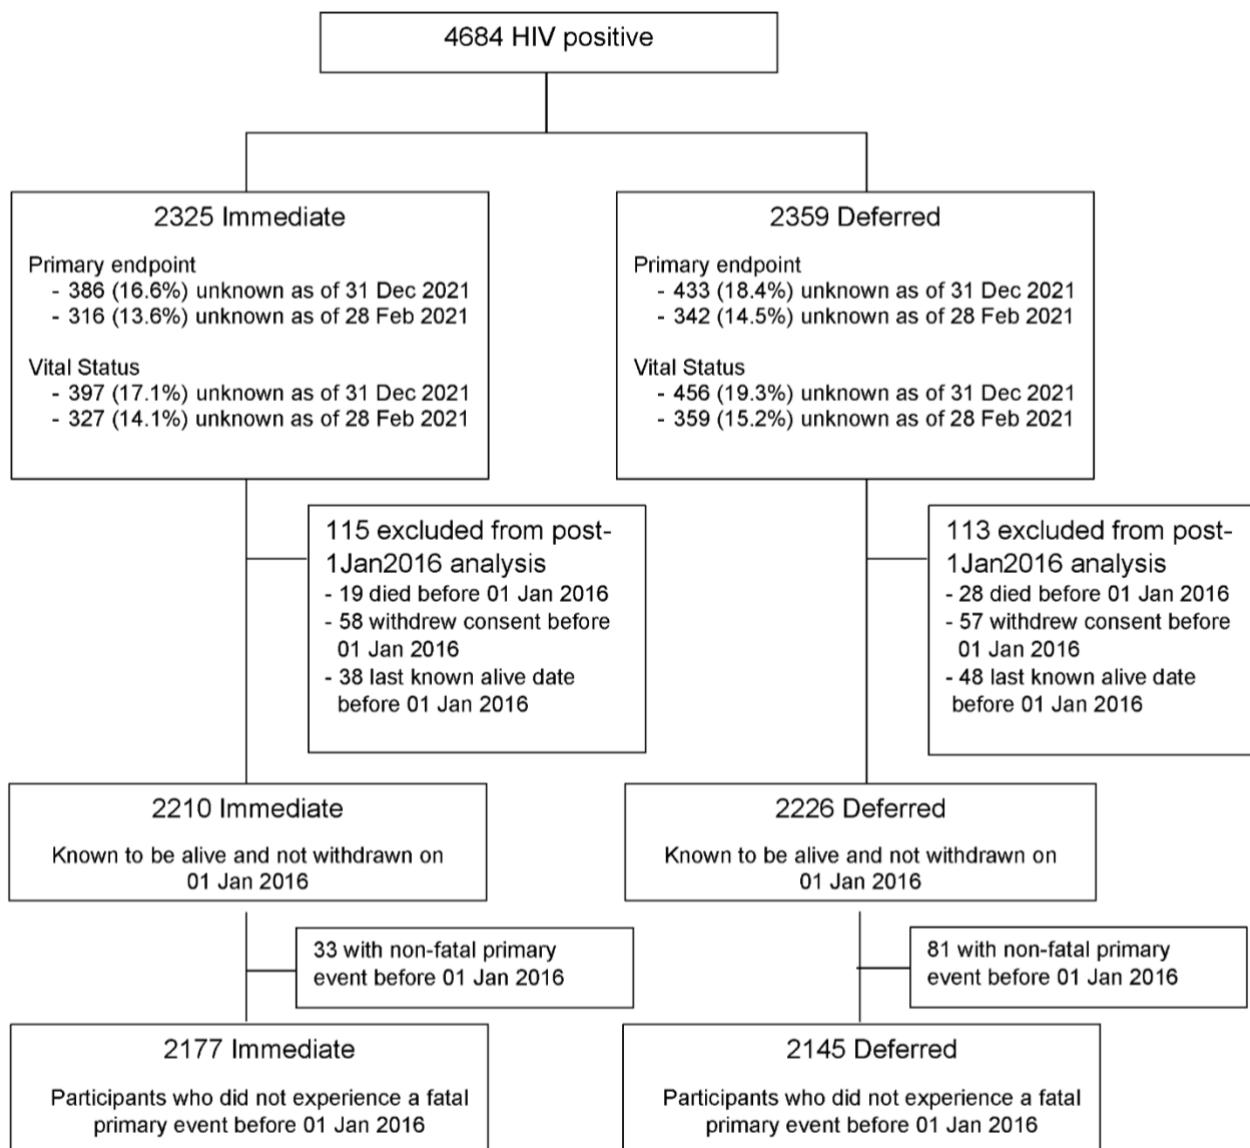 4684 HIV positive
2325 Immediate
Primary endpoint
- 386 (16.6%) unknown as of 31 Dec 2021
- 316 (13.6%) unknown as of 28 Feb 2021
Vital Status
- 397 (17.1%) unknown as of 31 Dec 2021
- 327 (14.1%) unknown as of 28 Feb 2021
2359 Deferred
Primary endpoint
- 433 (18.4%) unknown as of 31 Dec 2021
- 342 (14.5%) unknown as of 28 Feb 2021
Vital Status
- 456 (19.3%) unknown as of 31 Dec 2021
- 359 (15.2%) unknown as of 28 Feb 2021
115 excluded from post-
1Jan2016 analysis
- 19 died before 01 Jan 2016
- 58 withdrew consent before
01 Jan 2016
- 38 last known alive date
before 01 Jan 2016
113 excluded from post-
1Jan2016 analysis
- 28 died before 01 Jan 2016
- 57 withdrew consent before
01 Jan 2016
- 48 last known alive date
before 01 Jan 2016
2210 Immediate
Known to be alive and not withdrawn on
01 Jan 2016
2226 Deferred
Known to be alive and not withdrawn on
01 Jan 2016
33 with non-fatal primary
event before 01 Jan 2016
81 with non-fatal primary
event before 01 Jan 2016
2177 Immediate
Participants who did not experience a fatal
primary event before 01 Jan 2016
2145 Deferred
Participants who did not experience a fatal
primary event before 01 Jan 2016